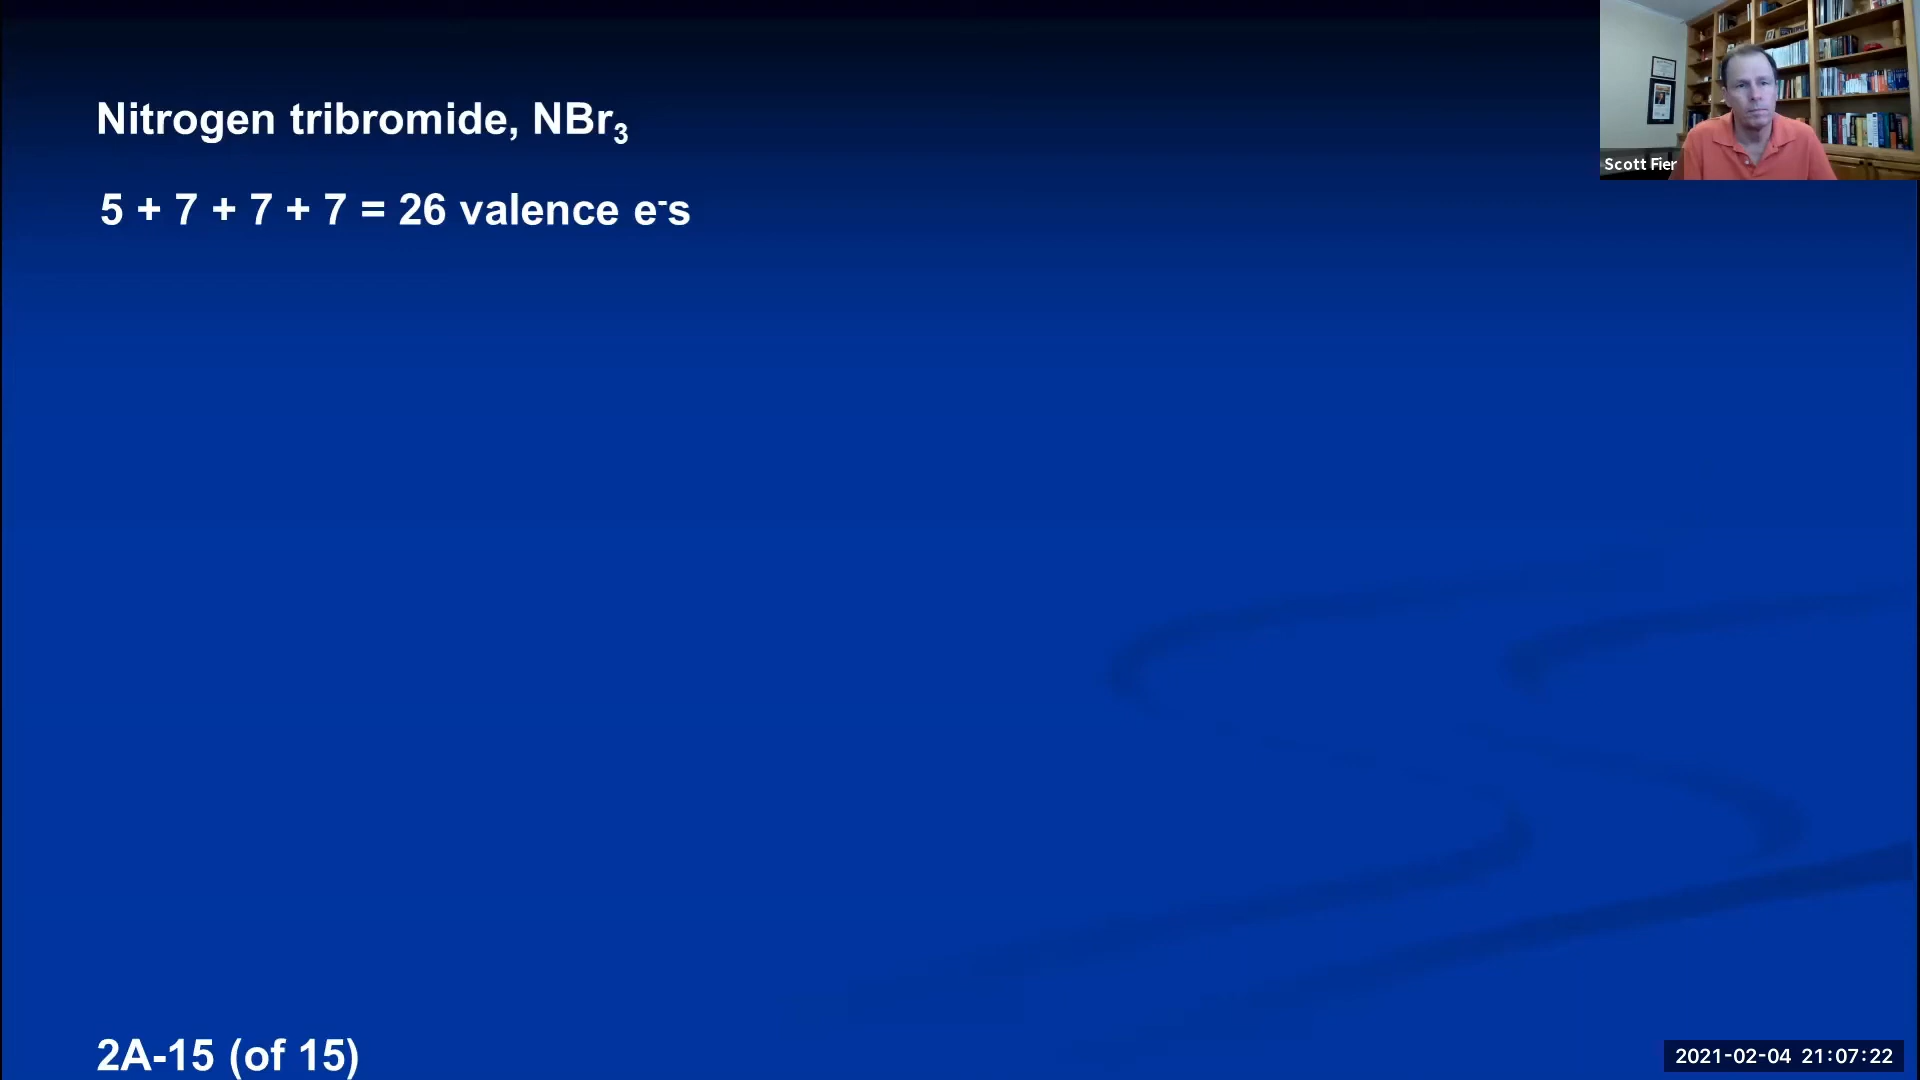 Nitrogen tribromide, NBr₃
5 + 7 + 7 + 7 = 26 valence e⁻s
Scott Fier
2A-15 (of 15)
2021-02-04 21:07:22